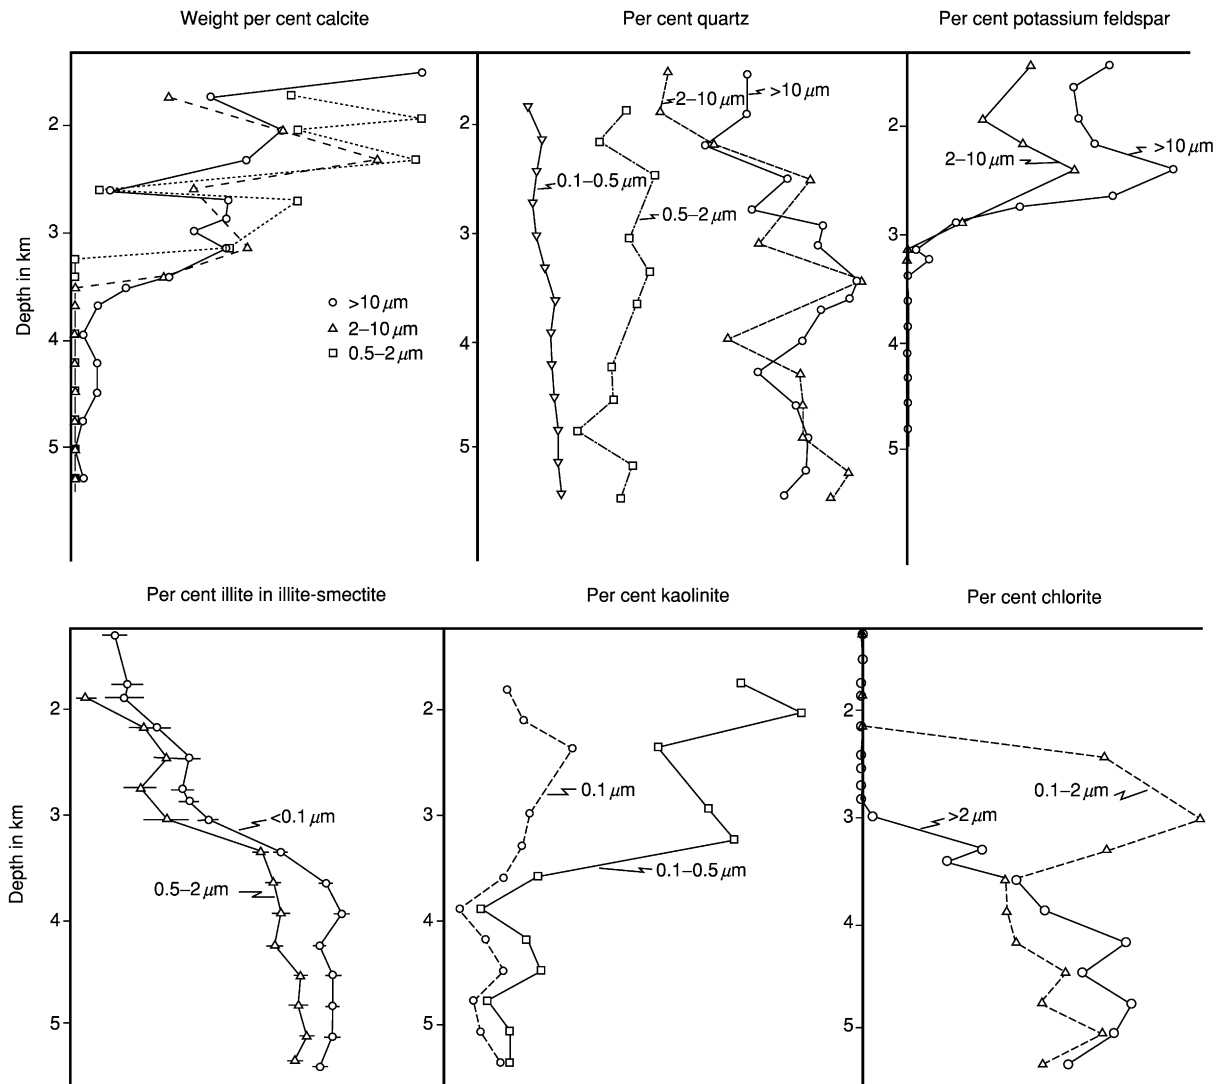 Weight per cent calcite
Per cent quartz
Per cent potassium feldspar
2
3
4
5
Depth in km
>10 μm
2–10 μm
0.5–2 μm
2
3
4
5
2–10 μm
>10 μm
0.1–0.5 μm
0.5–2 μm
2
3
4
5
2–10 μm
>10 μm
Per cent illite in illite-smectite
Per cent kaolinite
Per cent chlorite
2
3
4
5
Depth in km
<0.1 μm
0.5–2 μm
2
3
4
5
0.1 μm
0.1–0.5 μm
2
3
4
5
0.1–2 μm
>2 μm